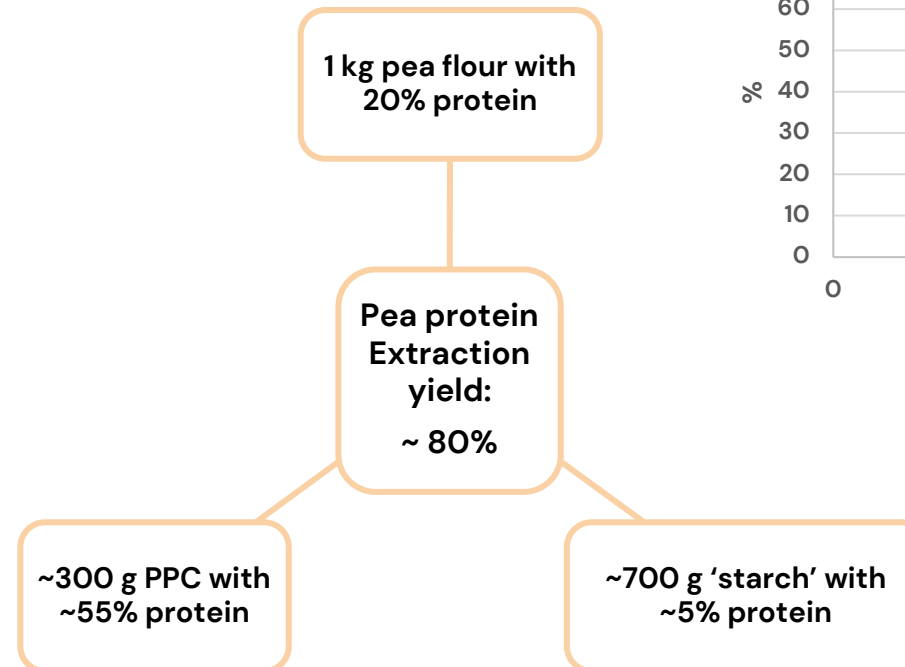 60
50
%
40
30
20
10
0
0
1 kg pea flour with
20% protein
Pea protein
Extraction
yield:
~ 80%
~300 g PPC with
~55% protein
~700 g ‘starch’ with
~5% protein